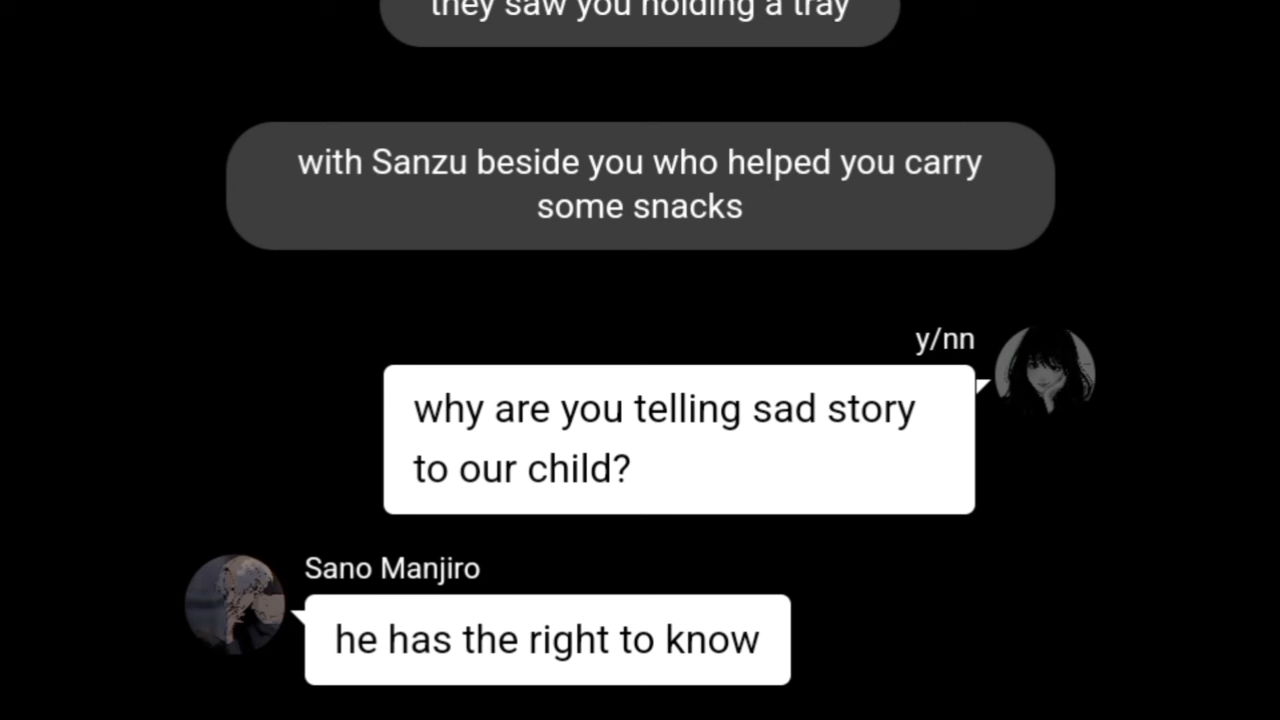 they saw you holding a tray
with Sanzu beside you who helped you carry
some snacks
y/nn
why are you telling sad story
to our child?
Sano Manjiro
he has the right to know